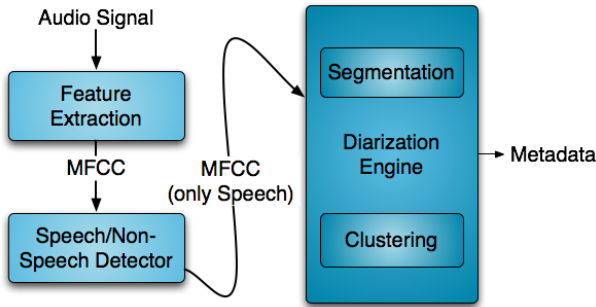 Audio Signal
Feature
Extraction
MFCC
Speech/Non-
Speech Detector
MFCC
(only Speech)
Segmentation
Diarization
Engine
Clustering
Metadata